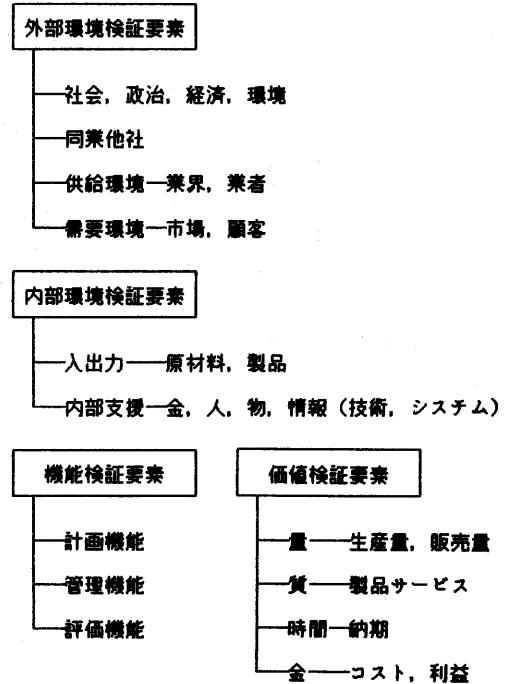 外部環境検証要素
社会，政治，経済，環境
同業他社
供給環境―業界，業者
需要環境―市場，顧客
内部環境検証要素
入出力――原材料，製品
内部支援―金，人，物，情報（技術，システム）
機能検証要素
計画機能
管理機能
評価機能
価値検証要素
量――生産量，販売量
質――製品サービス
時間―納期
金――コスト，利益